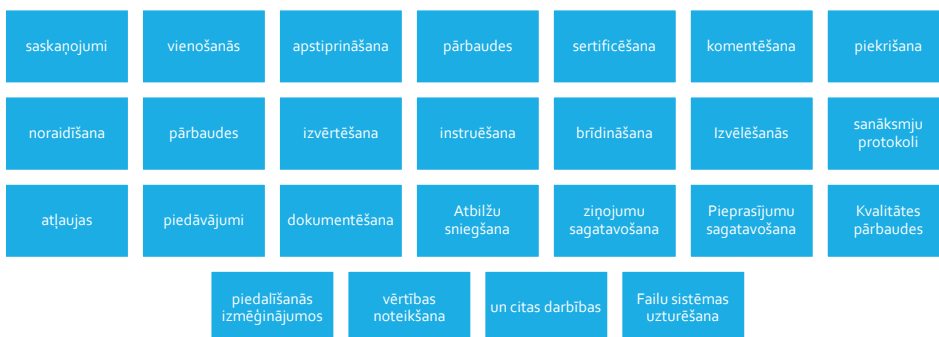 saskaņojumi
vienošanās
apstiprināšana
pārbaudes
sertificēšana
komentēšana
piekrišana
noraidīšana
pārbaudes
izvērtēšana
instruēšana
brīdināšana
Izvēlēšanās
sanāksmju
protokoli
atļaujas
piedāvājumi
dokumentēšana
Atbilžu
sniegšana
ziņojumu
sagatavošana
Pieprasījumu
sagatavošana
Kvalitātes
pārbaudes
piedalīšanās
izmēģinājumos
vērtības
noteikšana
un citas darbības
Failu sistēmas
uzturēšana